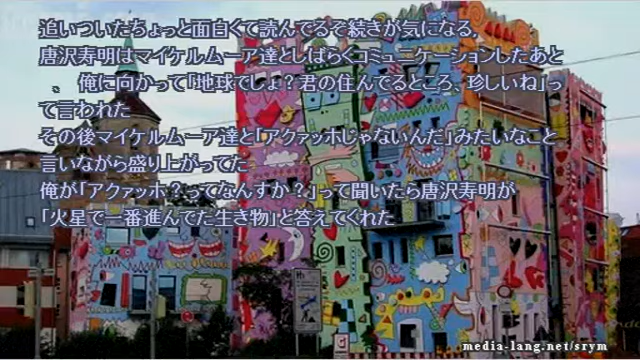 追いついたちょっと面白くて読んでるぞ続きが気になる.
唐沢寿明はマイケルムーア達としばらくコミュニケーションしたあと
、 俺に向かって「地球でしょ？君の住んでるところ、珍しいね」っ
て言われた
その後マイケルムーア達と「アクァッホじゃないんだ」みたいなこと
言いながら盛り上がってた
俺が「アクァッホ？ってなんすか？」って聞いたら唐沢寿明が
「火星で一番進んでた生き物」と答えてくれた
media-lang.net/srym